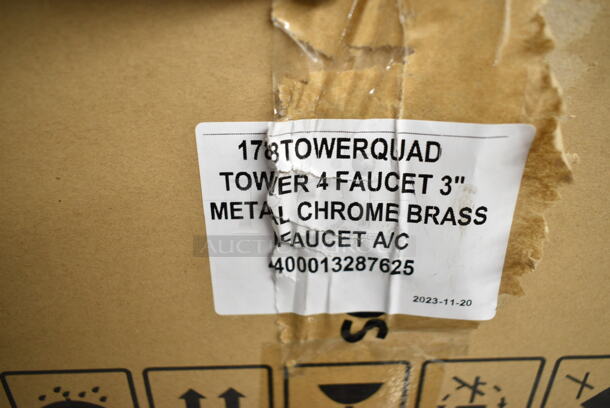 178TOWERQUAD
TOWER 4 FAUCET 3"
METAL CHROME BRASS
FAUCET A/C
400013287625
2023-11-20